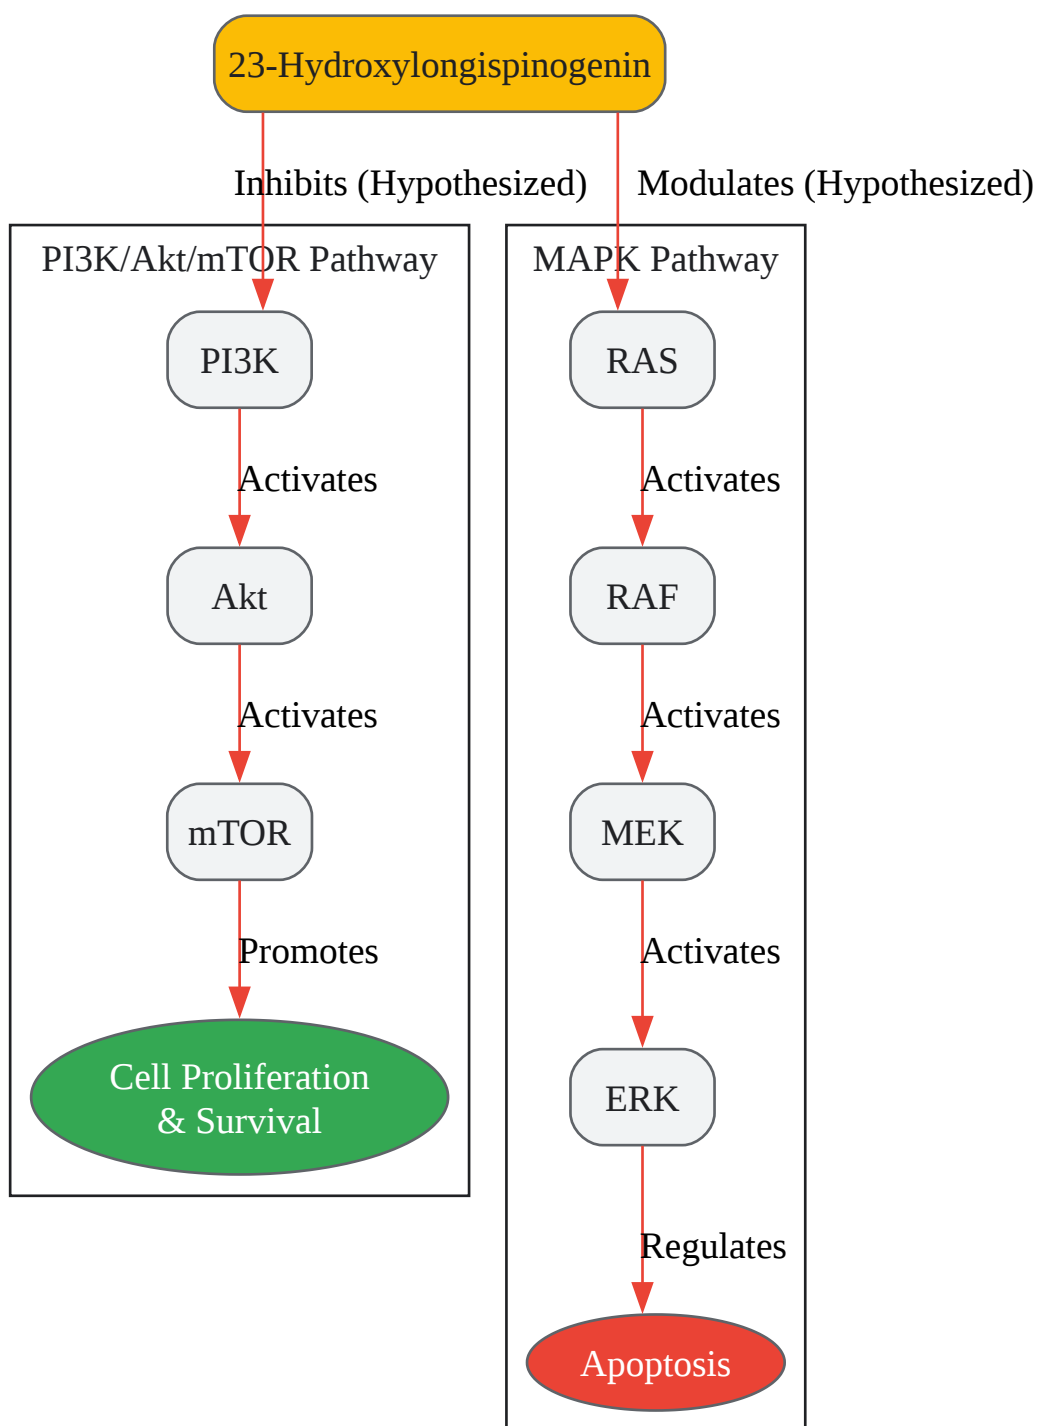 23-Hydroxylongispinogenin
Inhibits (Hypothesized)
Modulates (Hypothesized)
PI3K/Akt/mTOR Pathway
PI3K
Activates
Akt
Activates
mTOR
Promotes
Cell Proliferation
& Survival
MAPK Pathway
RAS
Activates
RAF
Activates
MEK
Activates
ERK
Regulates
Apoptosis